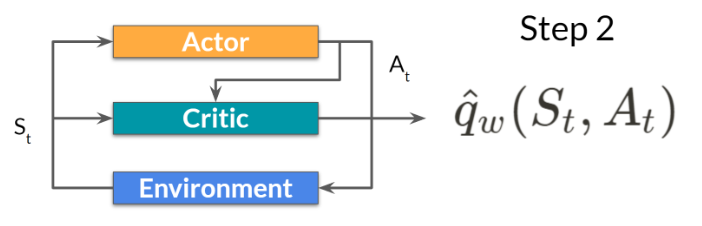 Step 2
Actor
A_t
Critic
q̂_w(S_t, A_t)
S_t
Environment